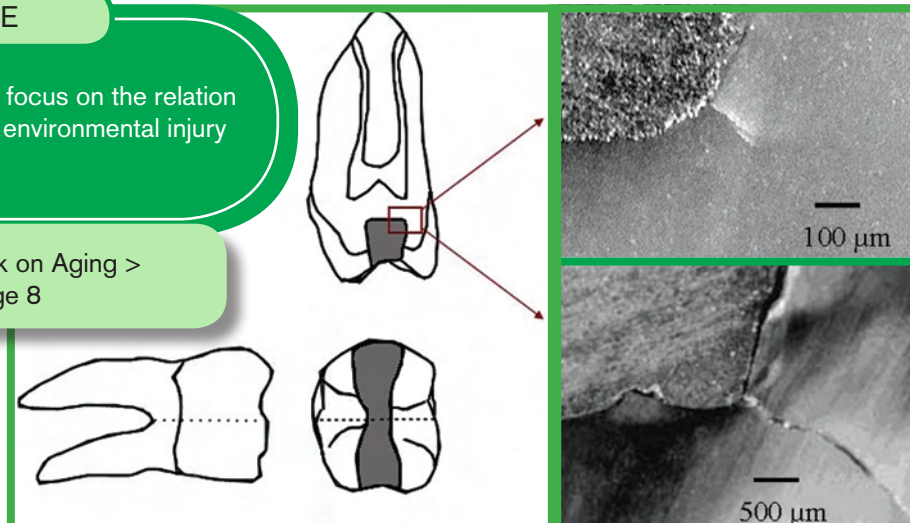 E
focus on the relation
environmental injury
k on Aging >
ge 8
100 µm
500 µm